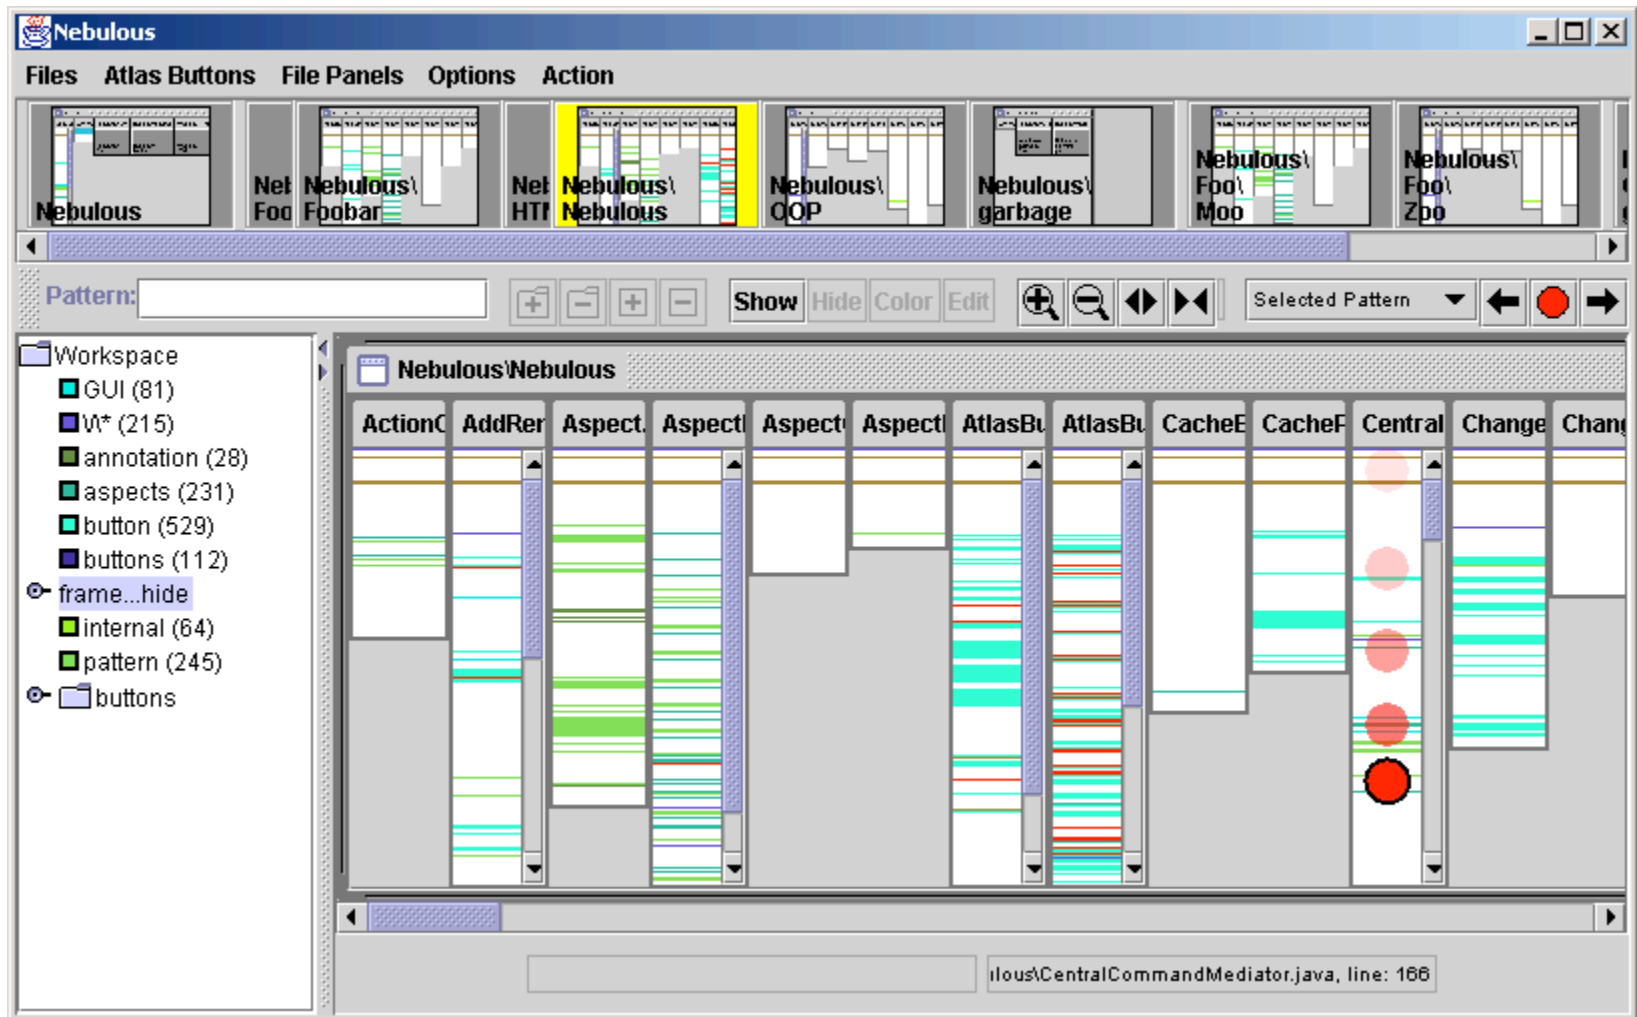 Nebulous
Files Atlas Buttons File Panels Options Action
Nebulous
Foo
Nebulous\
Foobar
Nebulous\
Nebulous
Nebulous\
OOP
Nebulous\
garbage
Nebulous\
Foo\
Moo
Nebulous\
Foo\
Zoo
Pattern: Show Hide Color Edit Selected Pattern
Workspace
GUI (81)
W* (215)
annotation (28)
aspects (231)
button (529)
buttons (112)
frame...hide
internal (64)
pattern (245)
buttons
Nebulous\Nebulous
ActionC AddRer Aspect. Aspect Aspect Aspect AtlasBu AtlasBu CacheE CacheF Central Change Chang
ilous\CentralCommandMediator.java, line: 166